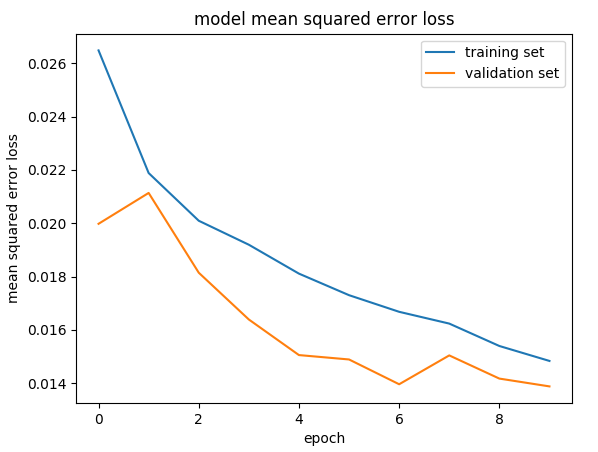 model mean squared error loss
training set
validation set
mean squared error loss
0.026
0.024
0.022
0.020
0.018
0.016
0.014
0
2
4
6
8
epoch